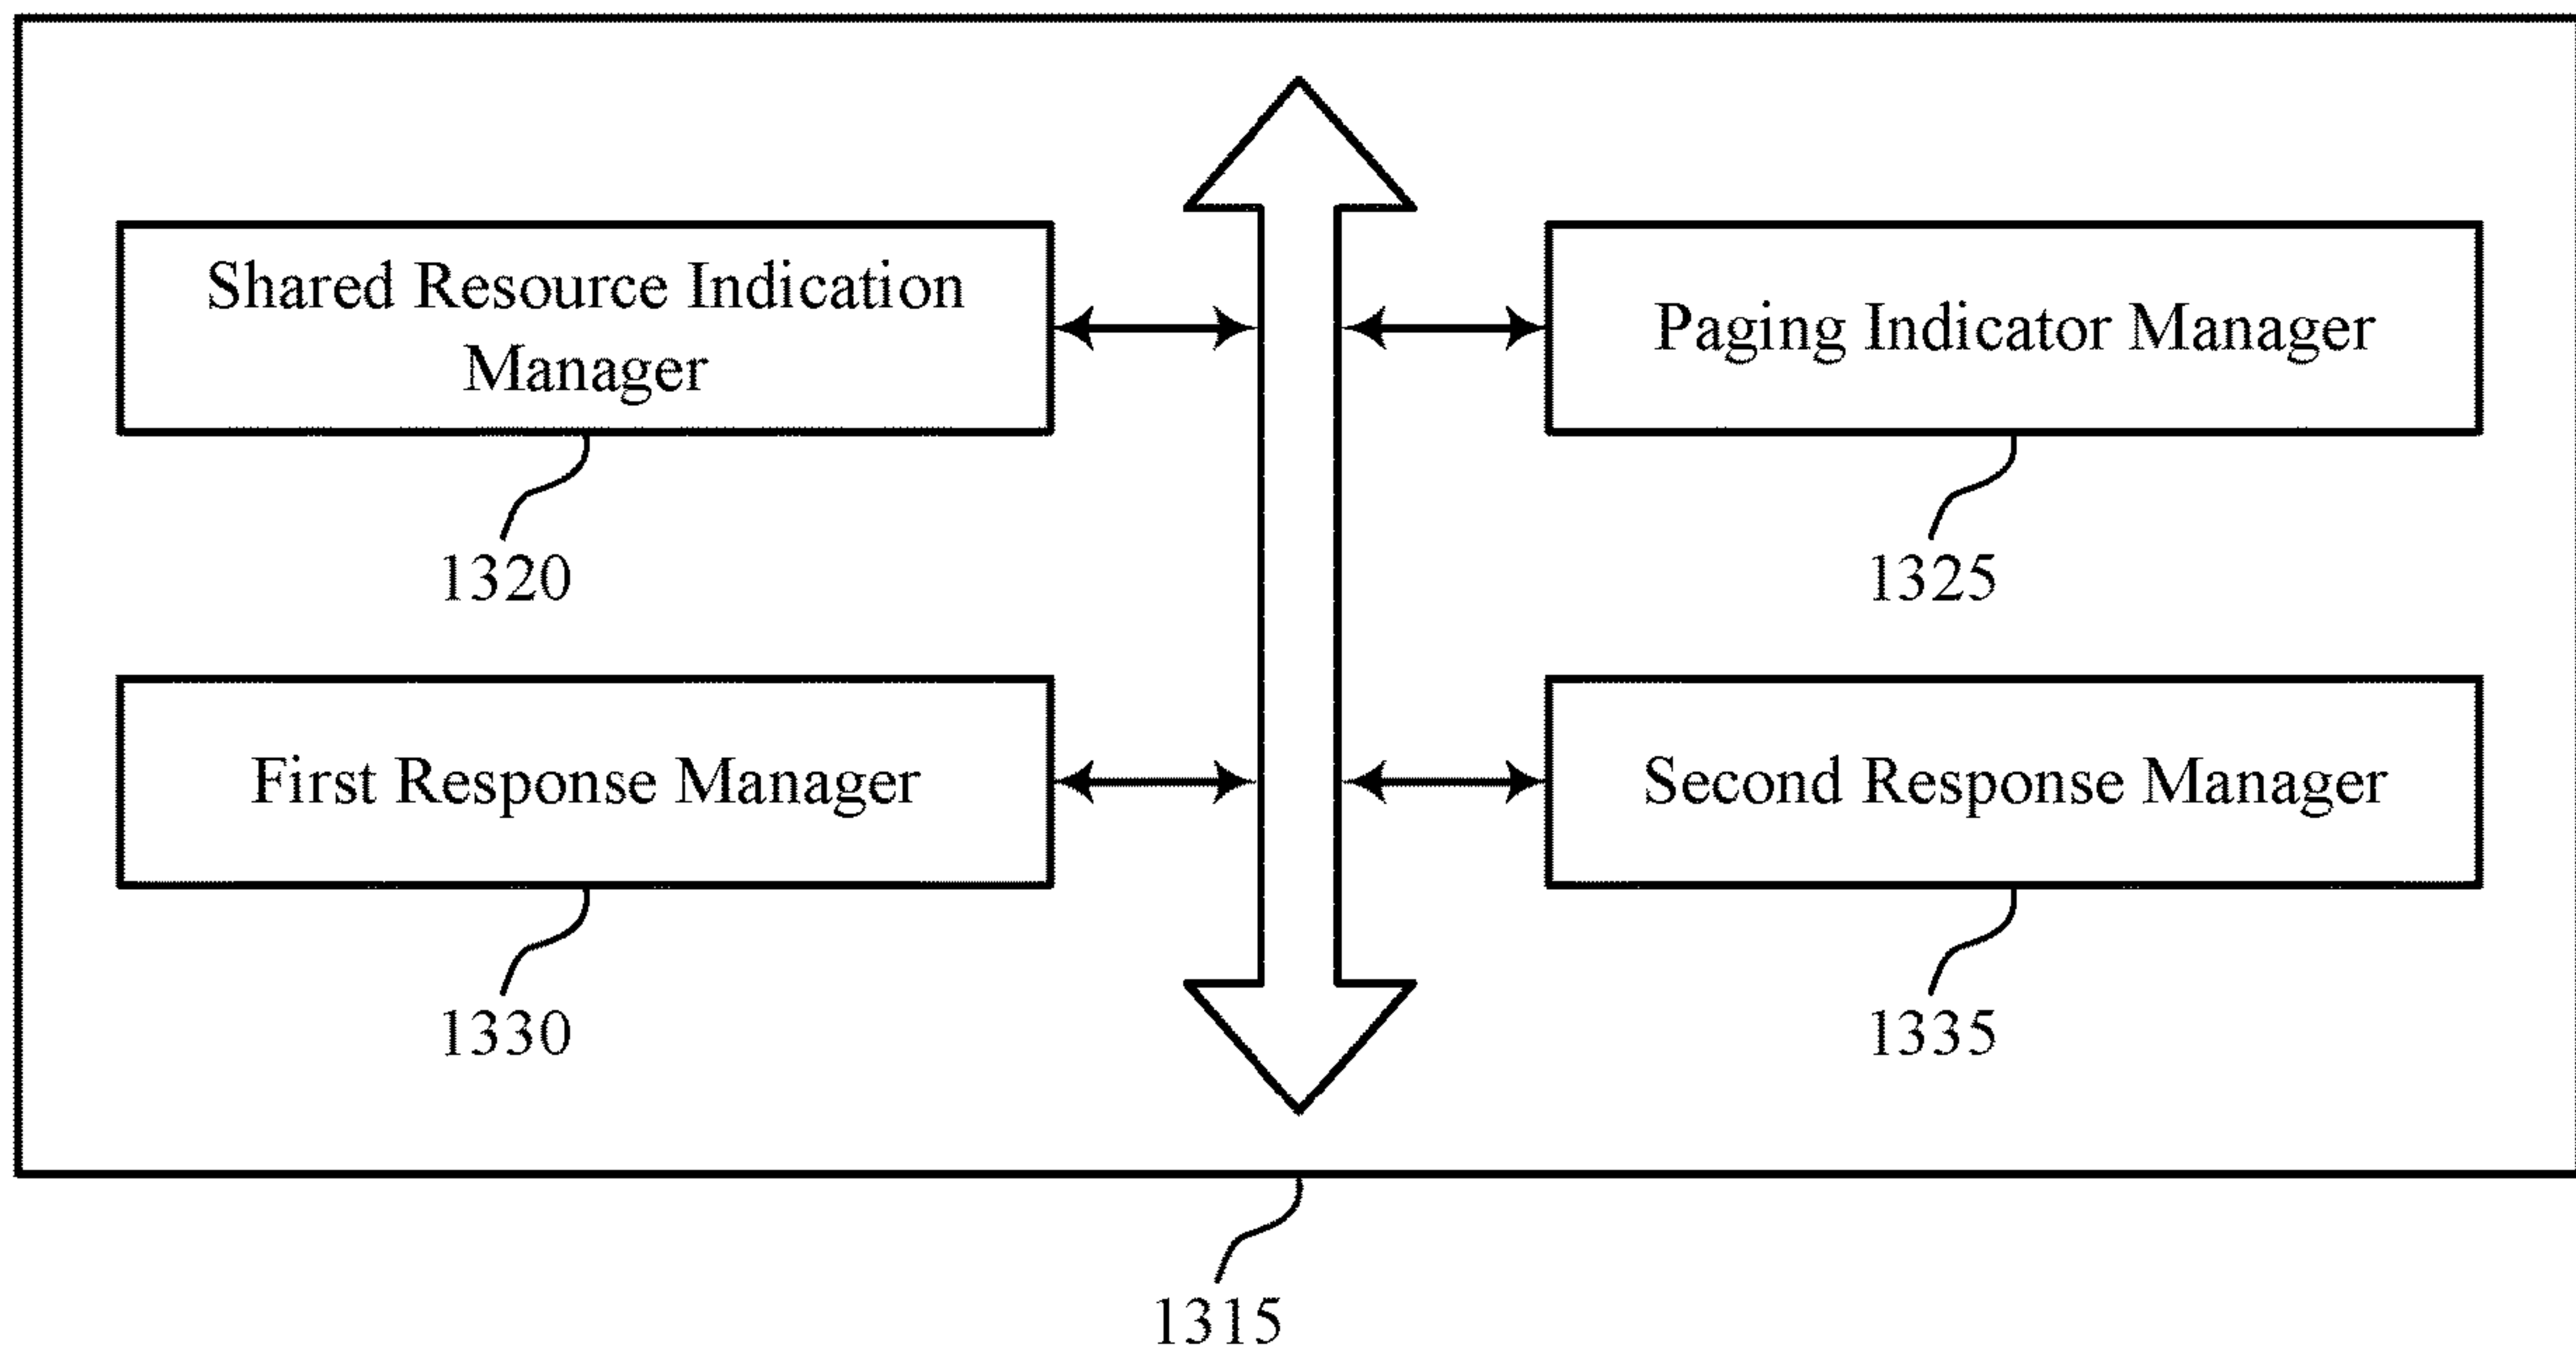 Shared Resource Indication
Manager
Paging Indicator Manager
1320
1325
First Response Manager
Second Response Manager
1330
1335
1315